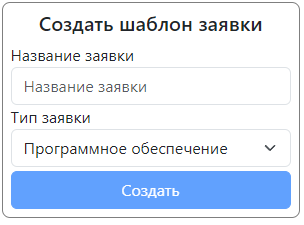 Создать шаблон заявки
Название заявки
Название заявки
Тип заявки
Программное обеспечение
Создать